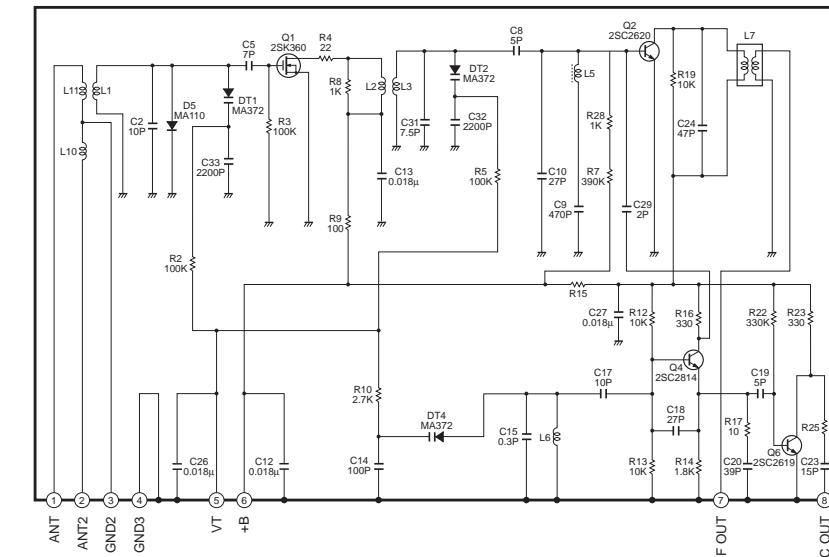 C8
5P
Q2
2SC2620
Q1
2SK360
R4
22
C5
7P
L7
L11
L1
C2
10P
D5
MA110
DT1
MA372
R3
100K
C33
2200P
R8
1K
L2
L3
C31
7.5P
DT2
MA372
C32
2200P
L5
R19
10K
C24
47P
R28
1K
L10
C13
0.018μ
R5
100K
C10
27P
R7
390K
C9
470P
C29
2P
R9
100
R2
100K
R15
C27
0.018μ
R12
10K
R16
330
R22
330K
R23
330
Q4
2SC2814
R10
2.7K
C17
10P
C19
5P
DT4
MA372
C15
0.3P
L6
C18
27P
R17
10
R25
Q6
2SC2619
C26
0.018μ
C12
0.018μ
C14
100P
R13
10K
R14
1.8K
C20
39P
C23
15P
1
2
3
4
5
6
7
8
ANT
ANT2
GND2
GND3
VT
+B
F OUT
C OUT